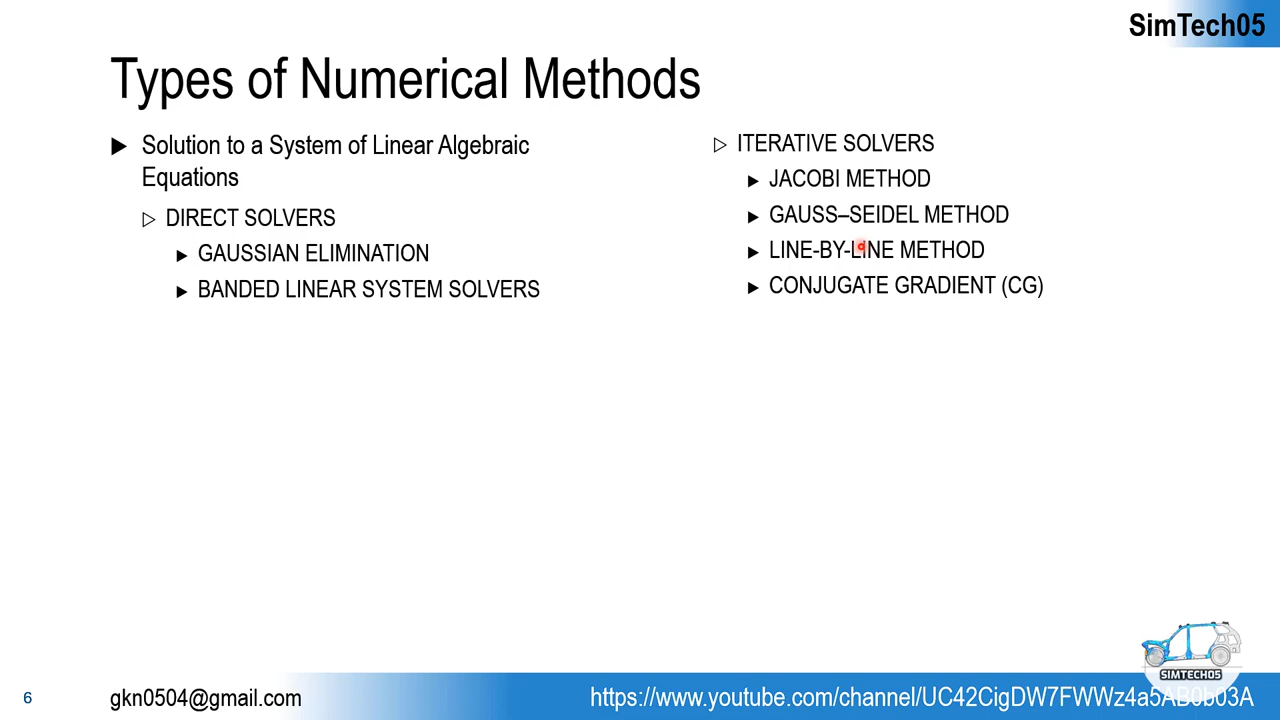 SimTech05
Types of Numerical Methods
Solution to a System of Linear Algebraic
Equations
DIRECT SOLVERS
GAUSSIAN ELIMINATION
BANDED LINEAR SYSTEM SOLVERS
ITERATIVE SOLVERS
JACOBI METHOD
GAUSS–SEIDEL METHOD
LINE-BY-LINE METHOD
CONJUGATE GRADIENT (CG)
SIMTECH05
6
gkn0504@gmail.com
https://www.youtube.com/channel/UC42CigDW7FWWz4a5AB0b03A